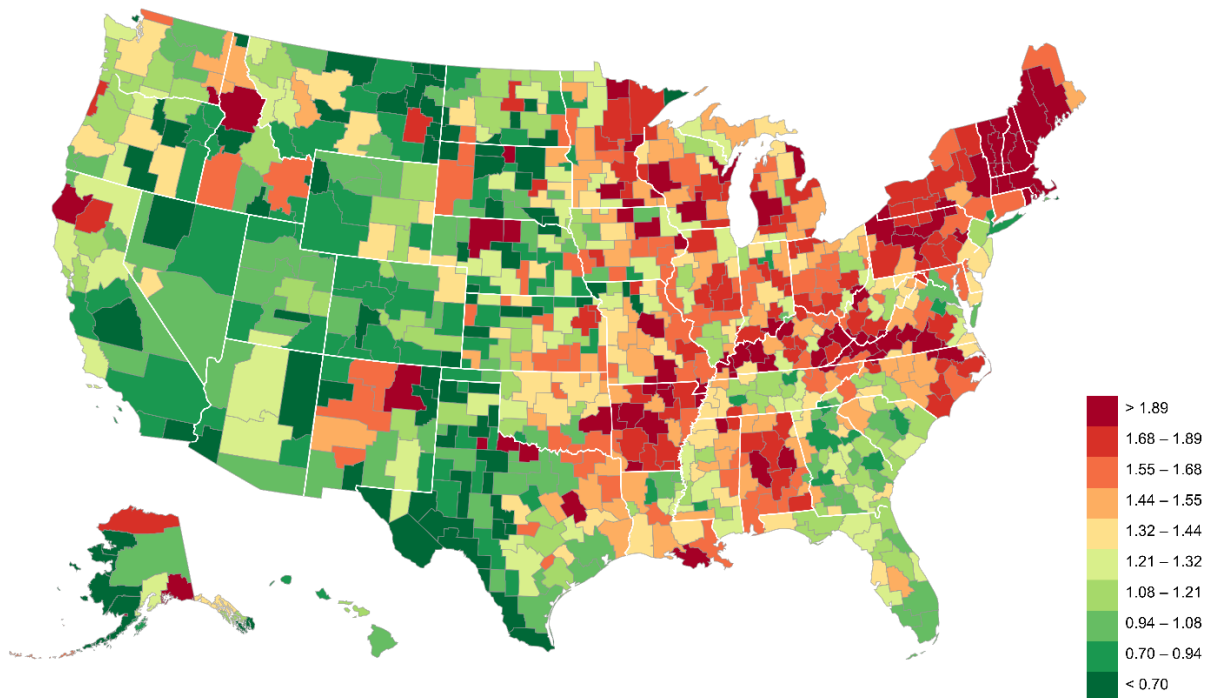 > 1.89
1.68 – 1.89
1.55 – 1.68
1.44 – 1.55
1.32 – 1.44
1.21 – 1.32
1.08 – 1.21
0.94 – 1.08
0.70 – 0.94
< 0.70